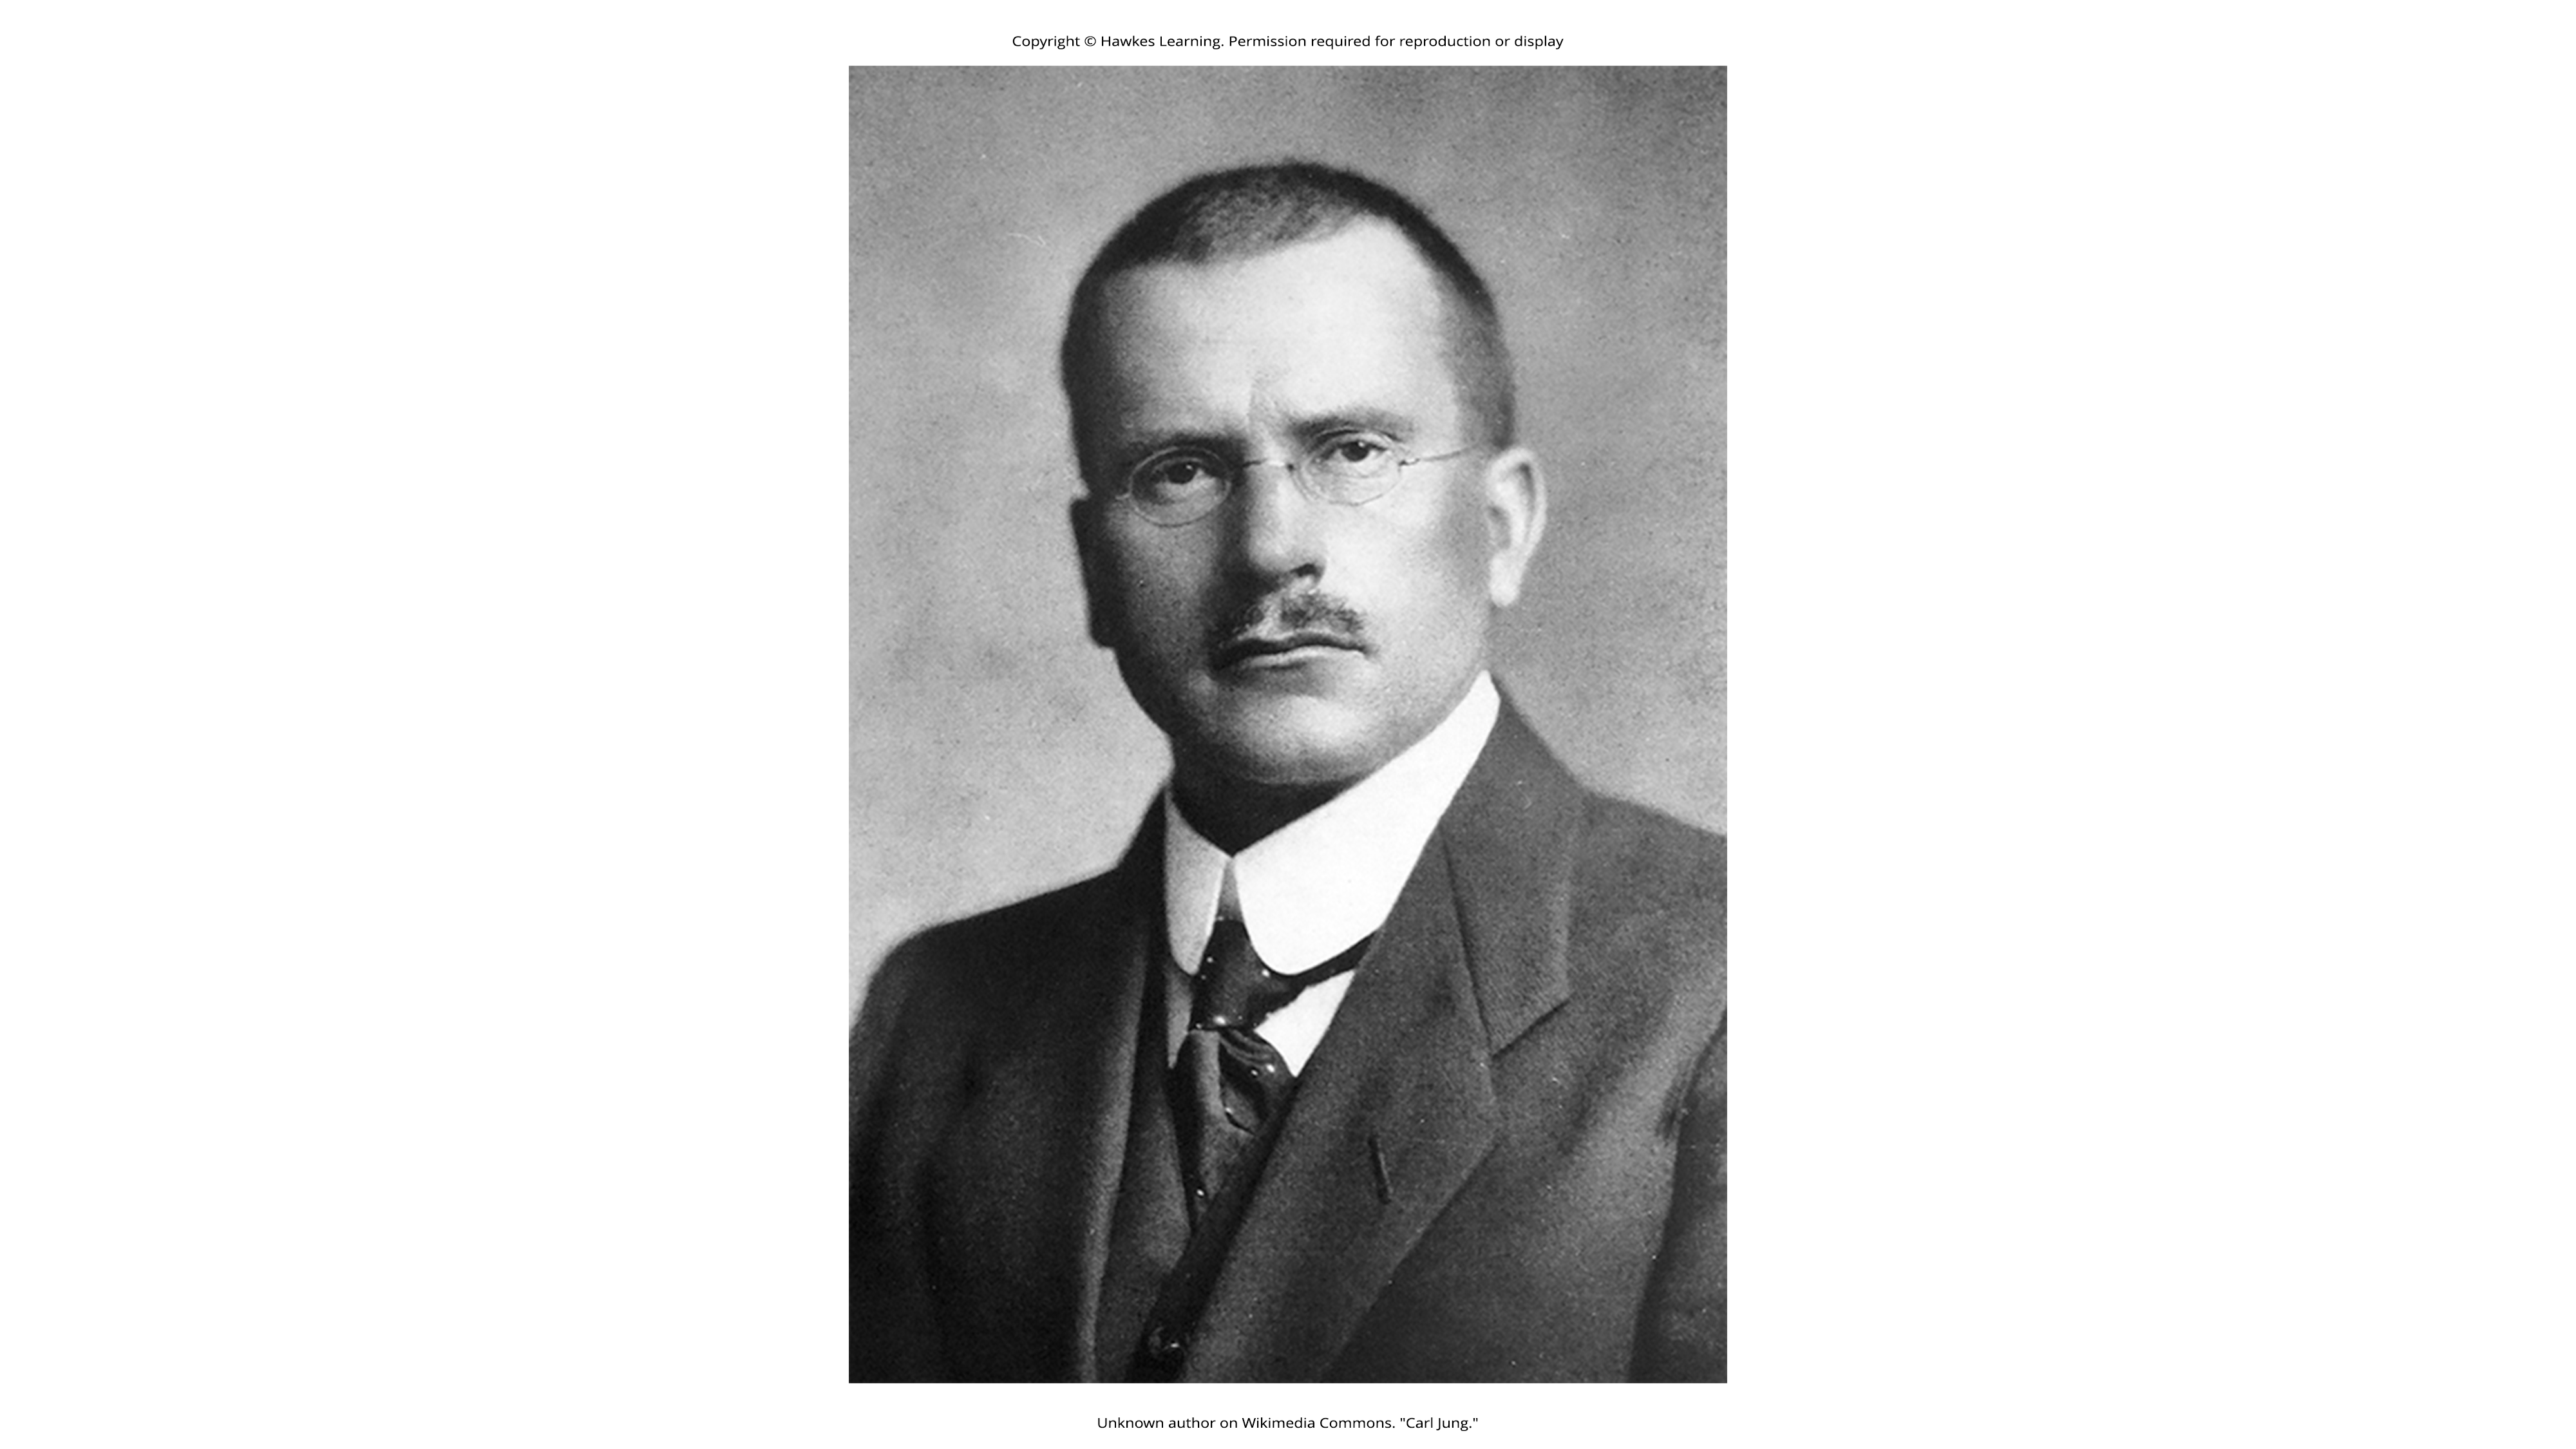 Copyright © Hawkes Learning. Permission required for reproduction or display
Unknown author on Wikimedia Commons. "Carl Jung."